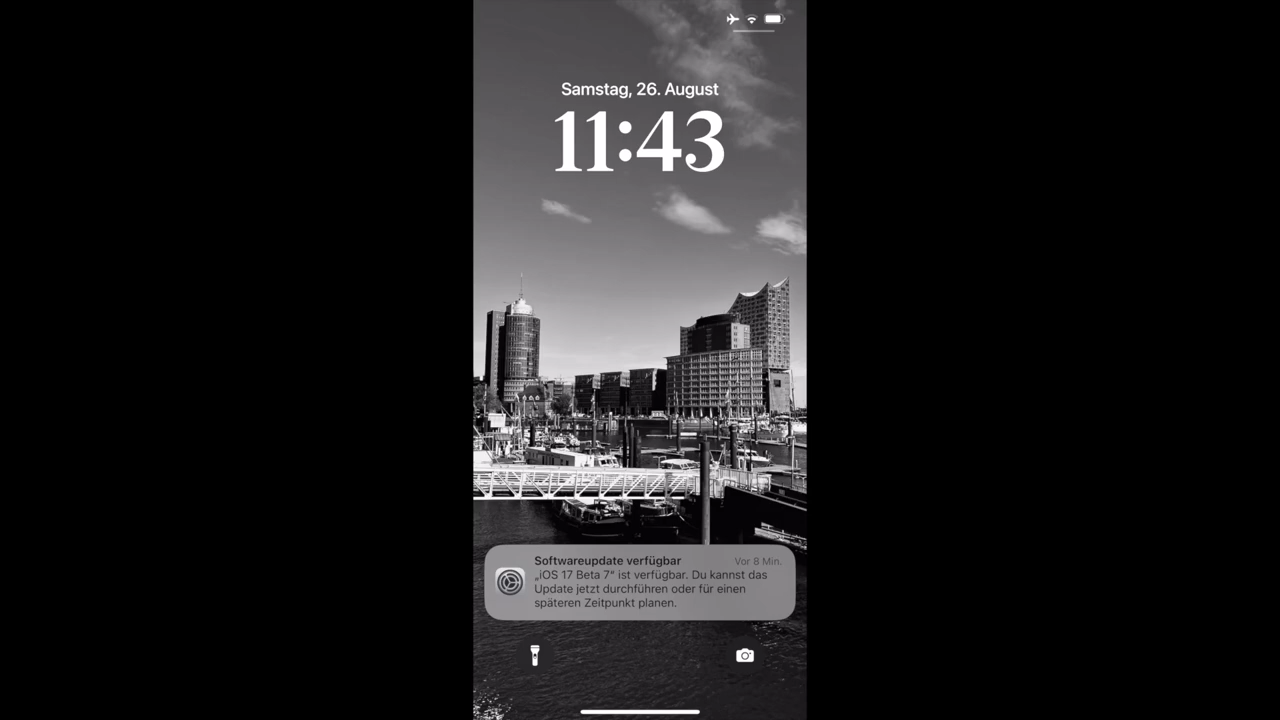 Samstag, 26. August
11:43
Softwareupdate verfügbar
Vor 8 Min.
„iOS 17 Beta 7“ ist verfügbar. Du kannst das
Update jetzt durchführen oder für einen
späteren Zeitpunkt planen.